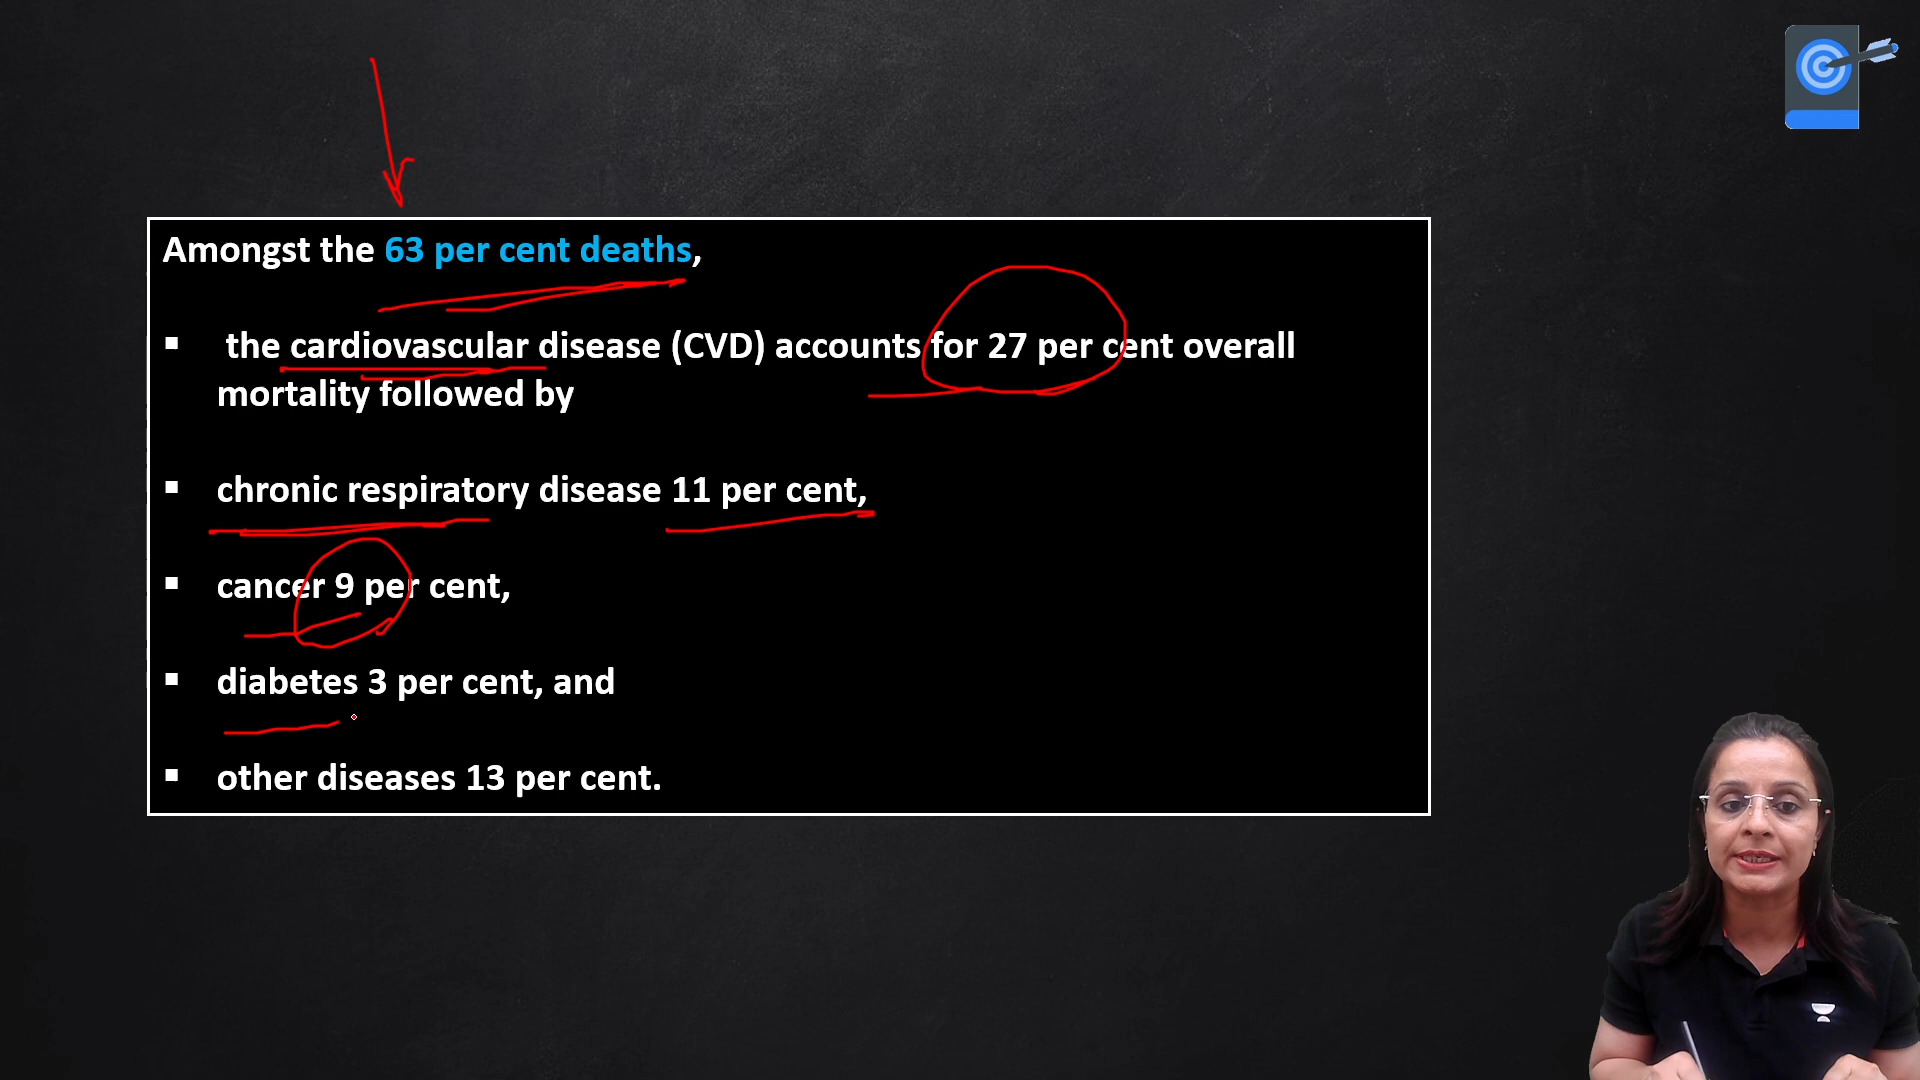 Amongst the 63 per cent deaths,
▪ the cardiovascular disease (CVD) accounts for 27 per cent overall
mortality followed by
▪ chronic respiratory disease 11 per cent,
▪ cancer 9 per cent,
▪ diabetes 3 per cent, and
▪ other diseases 13 per cent.